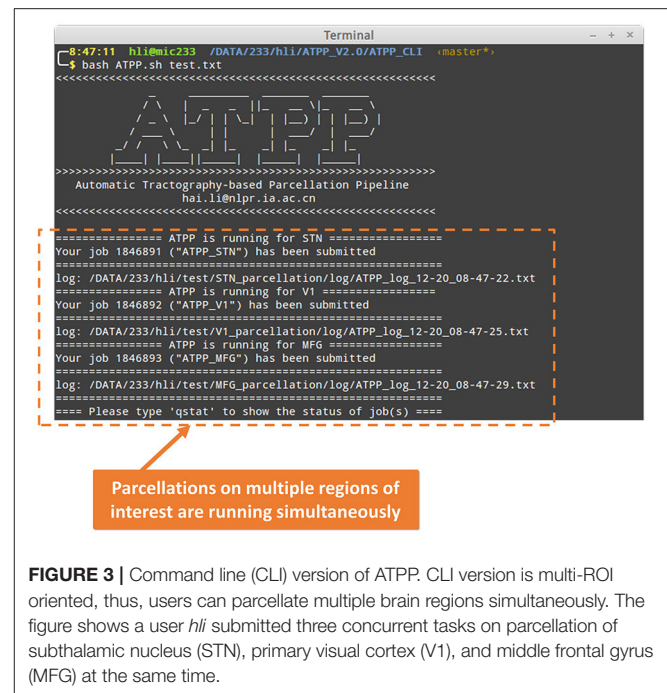 Terminal
8:47:11 hli@mic233 /DATA/233/hli/ATPP_V2.0/ATPP_CLI ‹master*›
$ bash ATPP.sh test.txt
<<<<<<<<<<<<<<<<<<<<<<<<<<<<<<<<<<<<<<<<<<<<<<<<<<<<<<<<<
ATPP
>>>>>>>>>>>>>>>>>>>>>>>>>>>>>>>>>>>>>>>>>>>>>>>>>>>>>>>>>
Automatic Tractography-based Parcellation Pipeline
hai.li@nlpr.ia.ac.cn
<<<<<<<<<<<<<<<<<<<<<<<<<<<<<<<<<<<<<<<<<<<<<<<<<<<<<<<<<
================ ATPP is running for STN =================
Your job 1846891 ("ATPP_STN") has been submitted
==========================================================
log: /DATA/233/hli/test/STN_parcellation/log/ATPP_log_12-20_08-47-22.txt
================ ATPP is running for V1 =================
Your job 1846892 ("ATPP_V1") has been submitted
==========================================================
log: /DATA/233/hli/test/V1_parcellation/log/ATPP_log_12-20_08-47-25.txt
================ ATPP is running for MFG =================
Your job 1846893 ("ATPP_MFG") has been submitted
==========================================================
log: /DATA/233/hli/test/MFG_parcellation/log/ATPP_log_12-20_08-47-29.txt
==========================================================
==== Please type 'qstat' to show the status of job(s) ====
Parcellations on multiple regions of
interest are running simultaneously
FIGURE 3 | Command line (CLI) version of ATPP. CLI version is multi-ROI
oriented, thus, users can parcellate multiple brain regions simultaneously. The
figure shows a user hli submitted three concurrent tasks on parcellation of
subthalamic nucleus (STN), primary visual cortex (V1), and middle frontal gyrus
(MFG) at the same time.